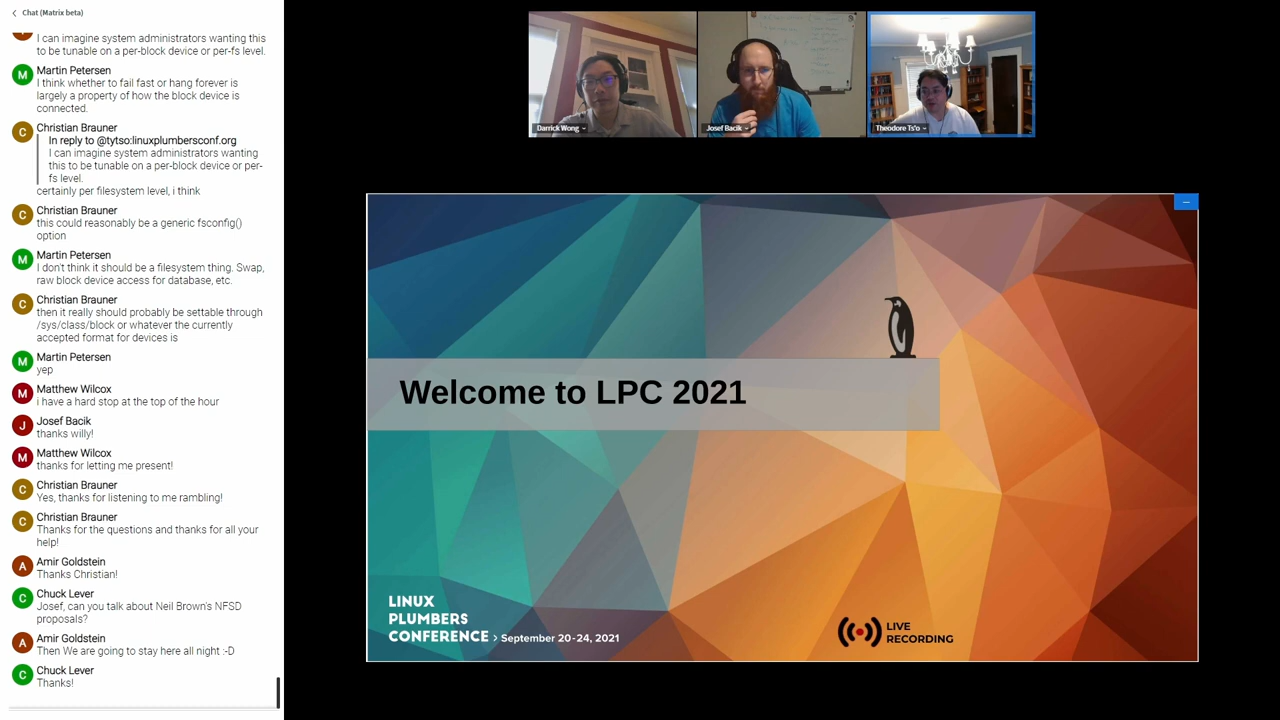 Chat (Matrix beta)
I can imagine system administrators wanting this
to be tunable on a per-block device or per-fs level.
M
Martin Petersen
I think whether to fail fast or hang forever is
largely a property of how the block device is
connected.
C
Christian Brauner
In reply to @tytso:linuxplumbersconf.org
I can imagine system administrators wanting
this to be tunable on a per-block device or per-
fs level.
certainly per filesystem level, i think
C
Christian Brauner
this could reasonably be a generic fsconfig()
option
M
Martin Petersen
I don't think it should be a filesystem thing. Swap,
raw block device access for database, etc.
C
Christian Brauner
then it really should probably be settable through
/sys/class/block or whatever the currently
accepted format for devices is
M
Martin Petersen
yep
M
Matthew Wilcox
i have a hard stop at the top of the hour
J
Josef Bacik
thanks willy!
M
Matthew Wilcox
thanks for letting me present!
C
Christian Brauner
Yes, thanks for listening to me rambling!
C
Christian Brauner
Thanks for the questions and thanks for all your
help!
A
Amir Goldstein
Thanks Christian!
C
Chuck Lever
Josef, can you talk about Neil Brown's NFSD
proposals?
A
Amir Goldstein
Then We are going to stay here all night :-D
C
Chuck Lever
Thanks!
Darrick Wong
Josef Bacik
Theodore Ts'o
Welcome to LPC 2021
LINUX
PLUMBERS
CONFERENCE > September 20-24, 2021
LIVE
RECORDING